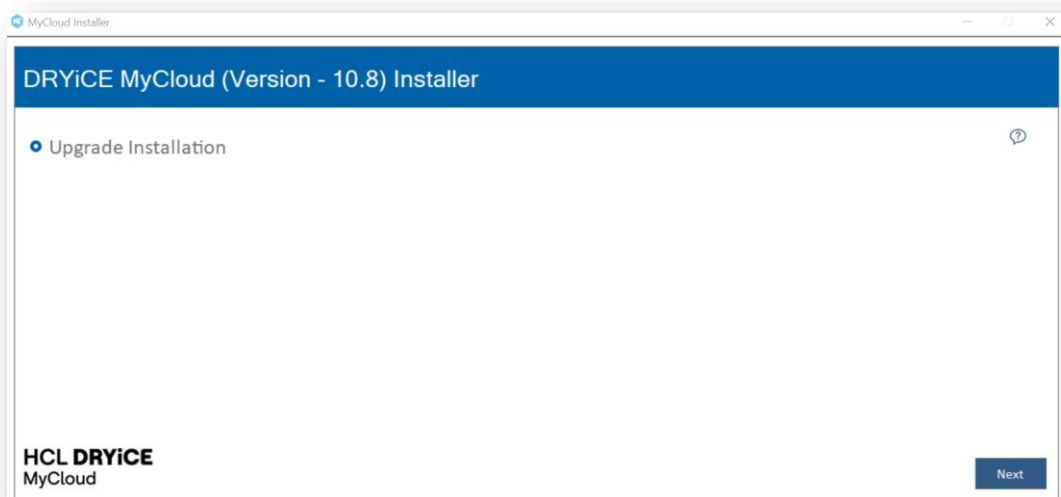 MyCloud Installer
DRYiCE MyCloud (Version - 10.8) Installer
Upgrade Installation
?
HCL DRYiCE
MyCloud
Next